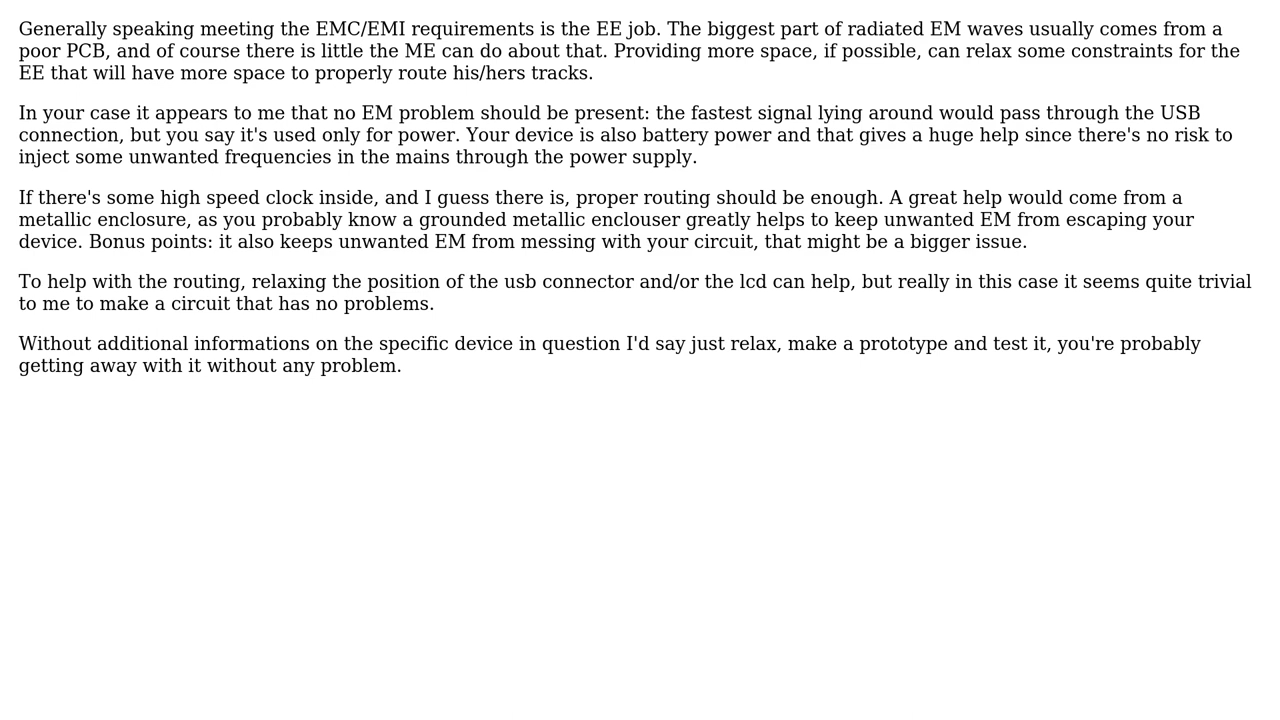 Generally speaking meeting the EMC/EMI requirements is the EE job. The biggest part of radiated EM waves usually comes from a
poor PCB, and of course there is little the ME can do about that. Providing more space, if possible, can relax some constraints for the
EE that will have more space to properly route his/hers tracks.
In your case it appears to me that no EM problem should be present: the fastest signal lying around would pass through the USB
connection, but you say it's used only for power. Your device is also battery power and that gives a huge help since there's no risk to
inject some unwanted frequencies in the mains through the power supply.
If there's some high speed clock inside, and I guess there is, proper routing should be enough. A great help would come from a
metallic enclosure, as you probably know a grounded metallic enclouser greatly helps to keep unwanted EM from escaping your
device. Bonus points: it also keeps unwanted EM from messing with your circuit, that might be a bigger issue.
To help with the routing, relaxing the position of the usb connector and/or the lcd can help, but really in this case it seems quite trivial
to me to make a circuit that has no problems.
Without additional informations on the specific device in question I'd say just relax, make a prototype and test it, you're probably
getting away with it without any problem.